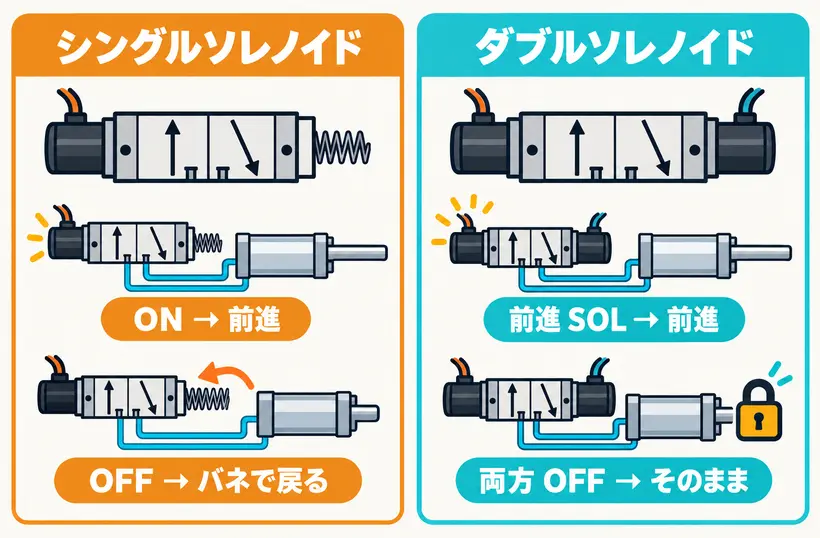 シングルソレノイド
ON → 前進
OFF → バネで戻る
ダブルソレノイド
前進 SOL → 前進
両方 OFF → そのまま